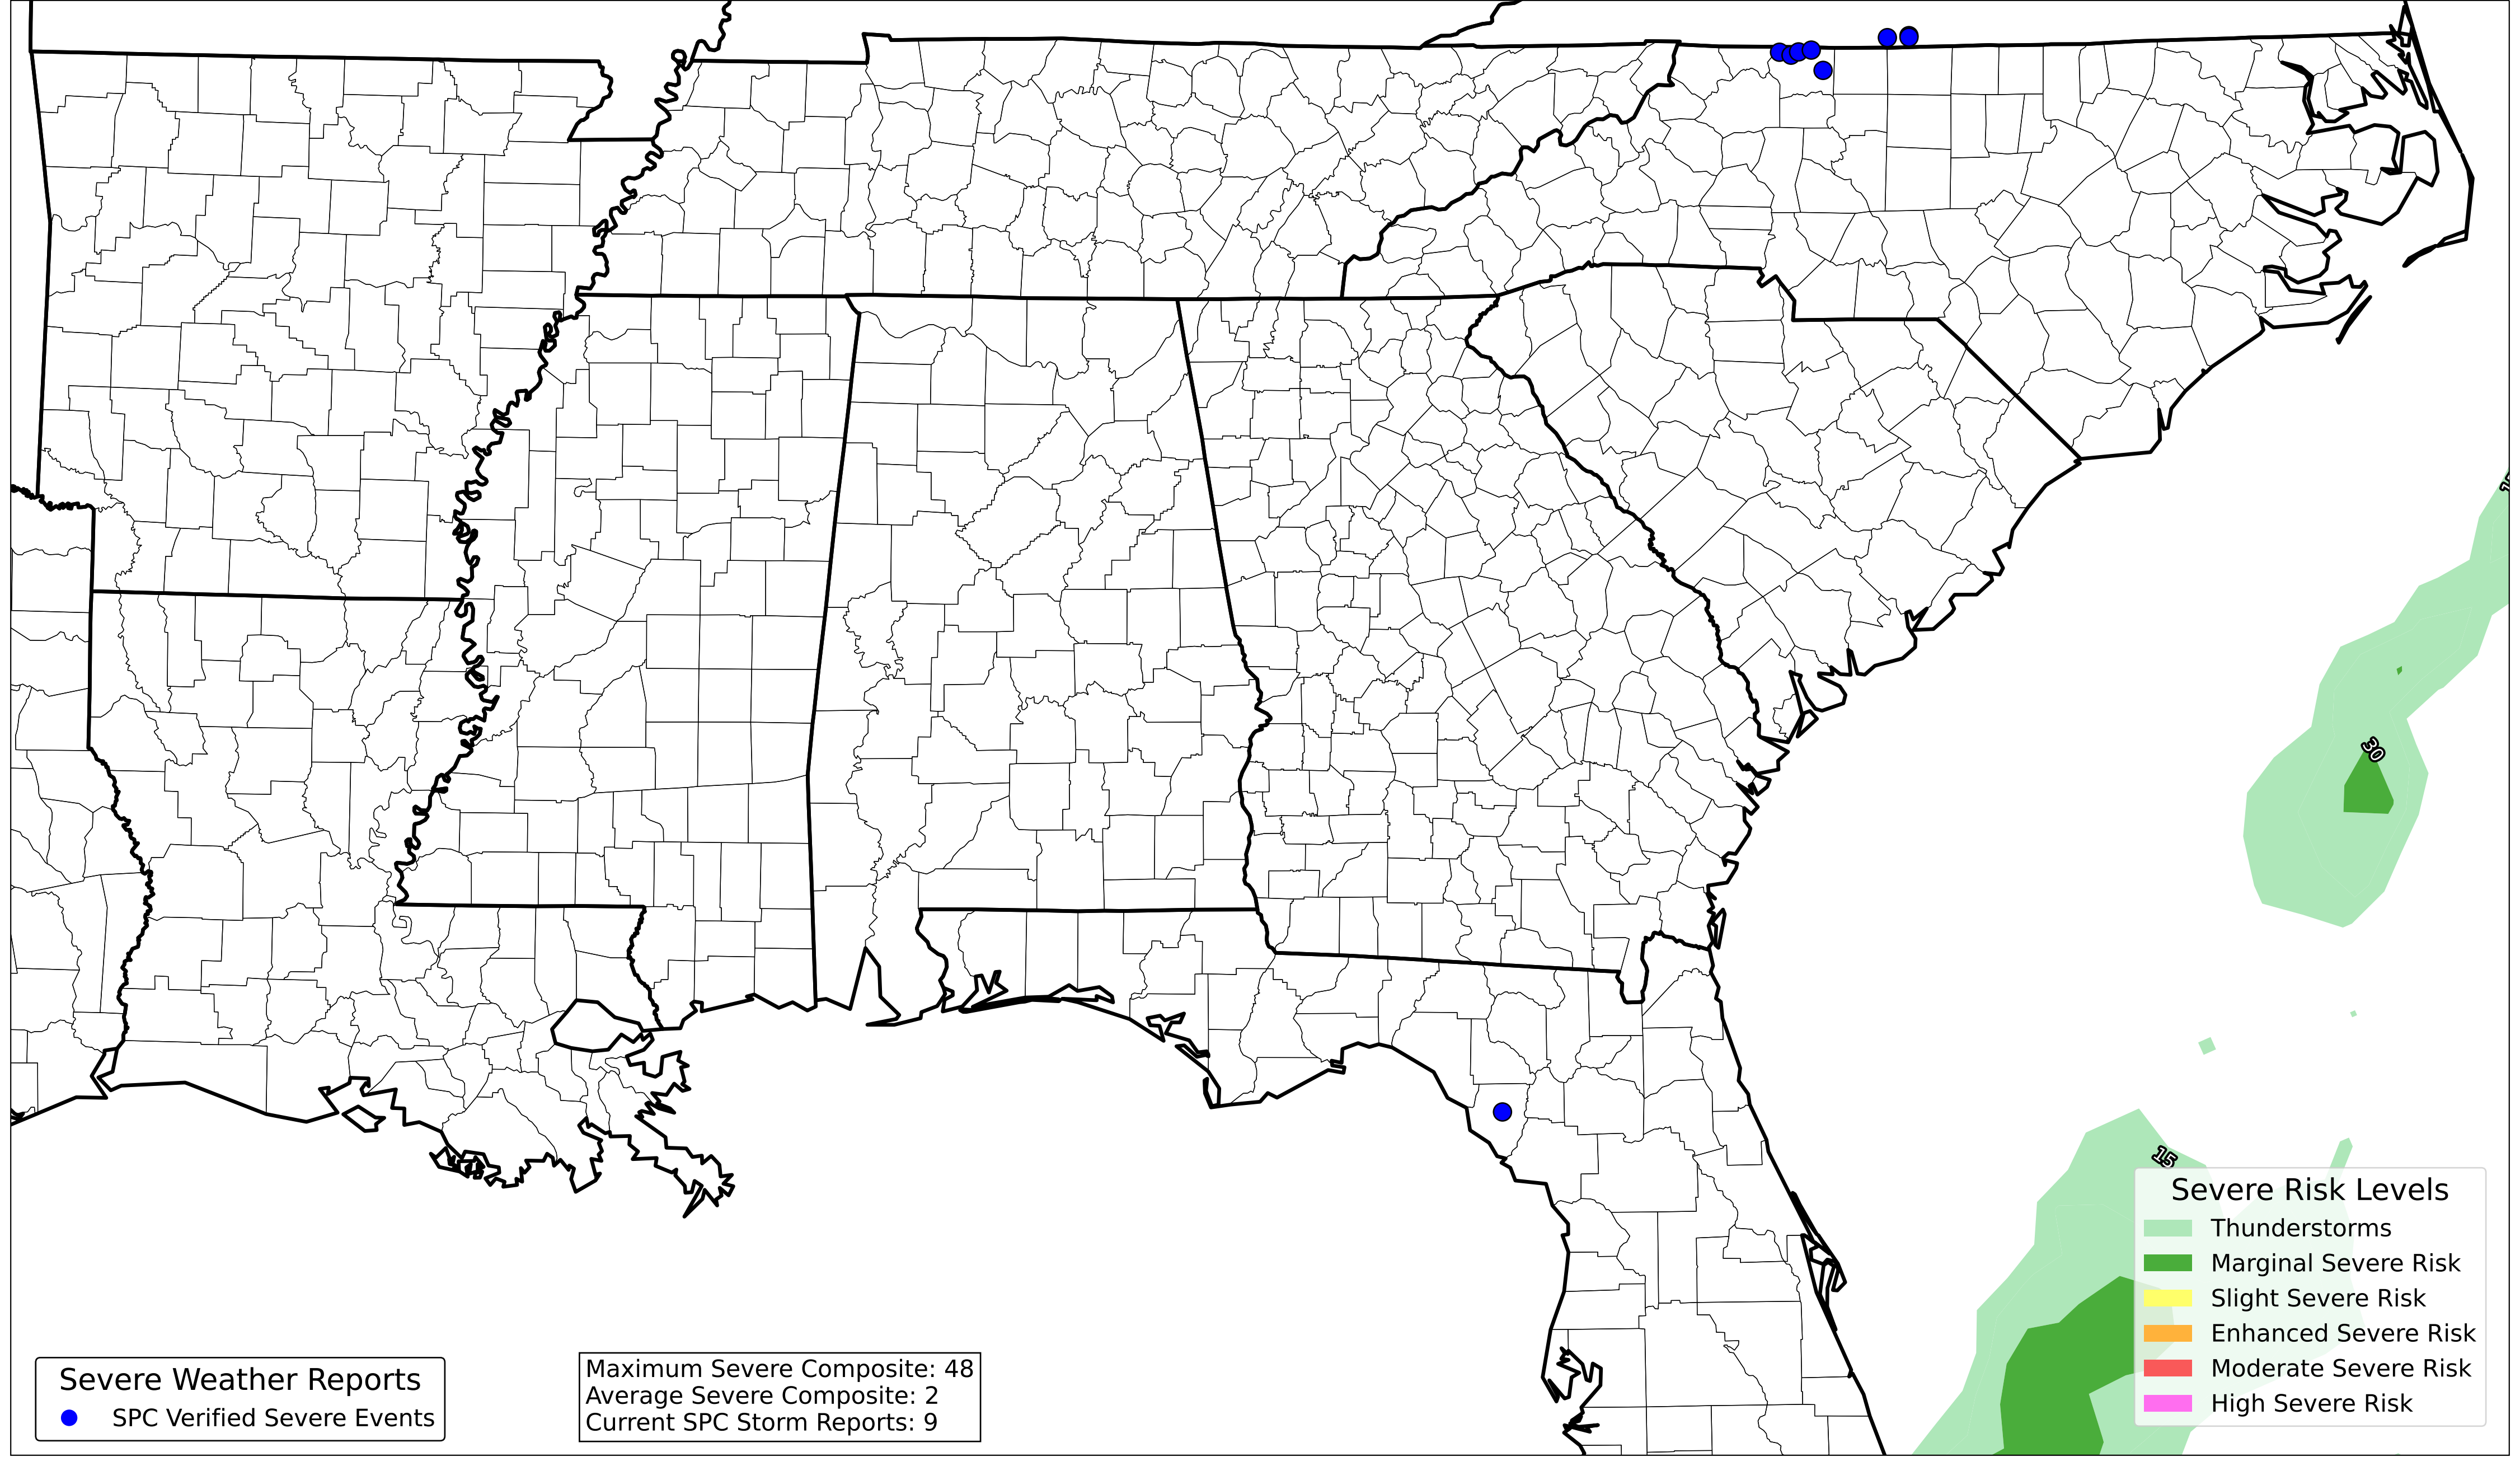 30
15
Severe Risk Levels
Thunderstorms
Marginal Severe Risk
Slight Severe Risk
Enhanced Severe Risk
Moderate Severe Risk
High Severe Risk
Severe Weather Reports
SPC Verified Severe Events
Maximum Severe Composite: 48
Average Severe Composite: 2
Current SPC Storm Reports: 9